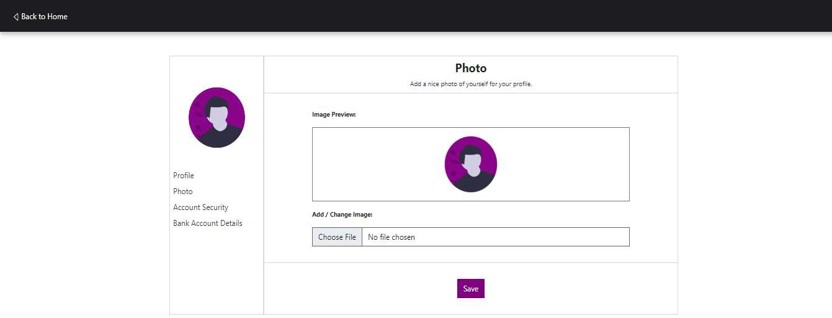 Back to Home
Photo
Add a nice photo of yourself for your profile.
Profile
Photo
Account Security
Bank Account Details
Image Preview:
Add / Change Image:
Choose File No file chosen
Save